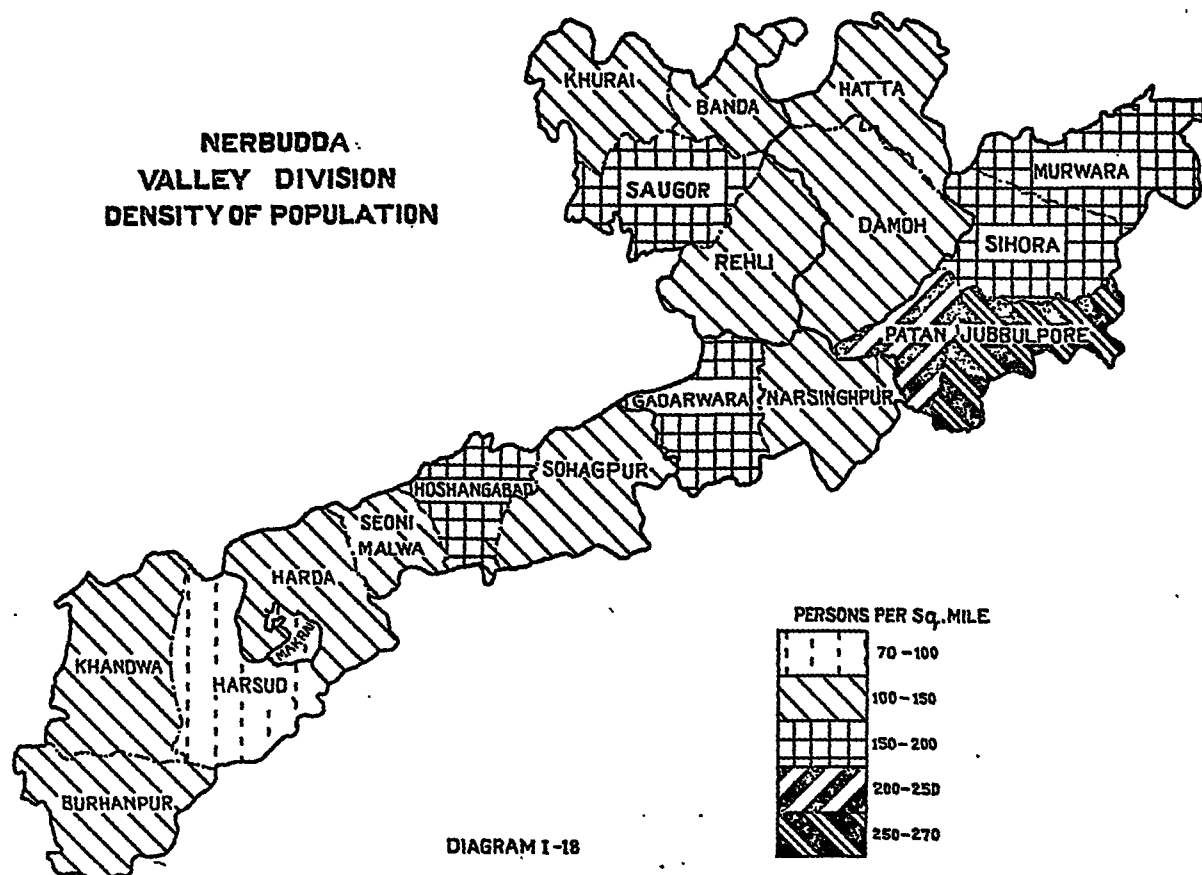 NERBUDDA
VALLEY DIVISION
DENSITY OF POPULATION
KHURAI
BANDA
HATTA
MURWARA
SAUGOR
DAMOH
SIHORA
REHLI
PATAN
JUBBULPORE
GADARWARA
NARSINGHPUR
SOHAGPUR
HOSHANGABAD
SEONI
MALWA
HARDA
MAKRAI
KHANDWA
HARSUD
BURHANPUR
PERSONS PER Sq. MILE
70-100
100-150
150-200
200-250
250-270
DIAGRAM I-18